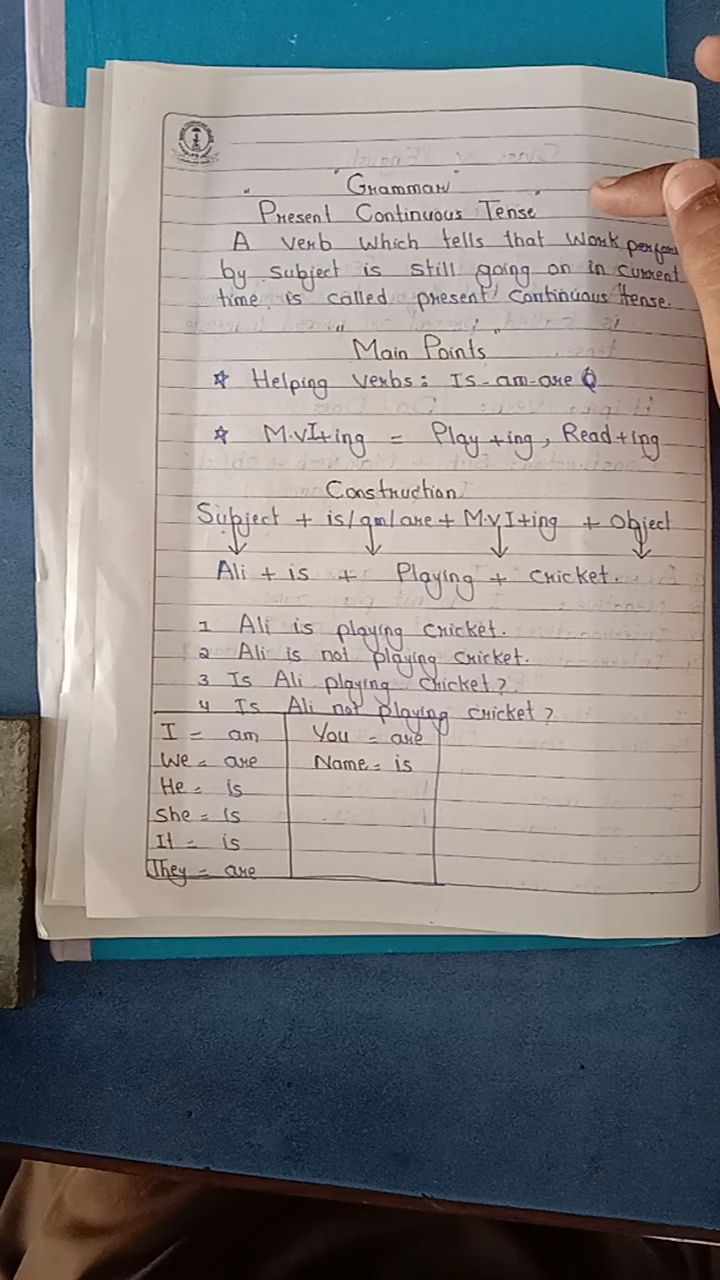 " Grammar "
" Present Continuous Tense "
A verb which tells that work perform
by subject is still going on in current
time is called present continuous tense.
" Main Points "
☆ Helping verbs: Is-am-are
☆ M.vI+ing = Play+ing, Read+ing
Construction
Subject + is/am/are + M.vI+ing + Object
↓ ↓ ↓ ↓
Ali + is + Playing + cricket.
1 Ali is playing cricket.
2 Ali is not playing cricket.
3 Is Ali playing cricket?
4 Is Ali not playing cricket?
I = am You = are
We = are Name = is
He = is
She = is
It = is
They = are